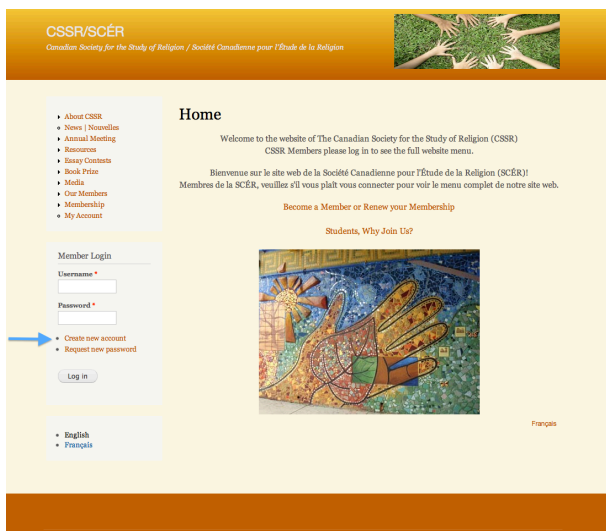 CSSR/SCÉR
Canadian Society for the Study of Religion / Société Canadienne pour l'Étude de la Religion
About CSSR
News | Nouvelles
Annual Meeting
Resources
Essay Contests
Book Prize
Media
Our Members
Membership
My Account
Member Login
Username *
Password *
Create new account
Request new password
Log in
English
Français
Home
Welcome to the website of The Canadian Society for the Study of Religion (CSSR)
CSSR Members please log in to see the full website menu.
Bienvenue sur le site web de la Société Canadienne pour l'Étude de la Religion (SCÉR)!
Membres de la SCÉR, veuillez s'il vous plaît vous connecter pour voir le menu complet de notre site web.
Become a Member or Renew your Membership
Students, Why Join Us?
Français